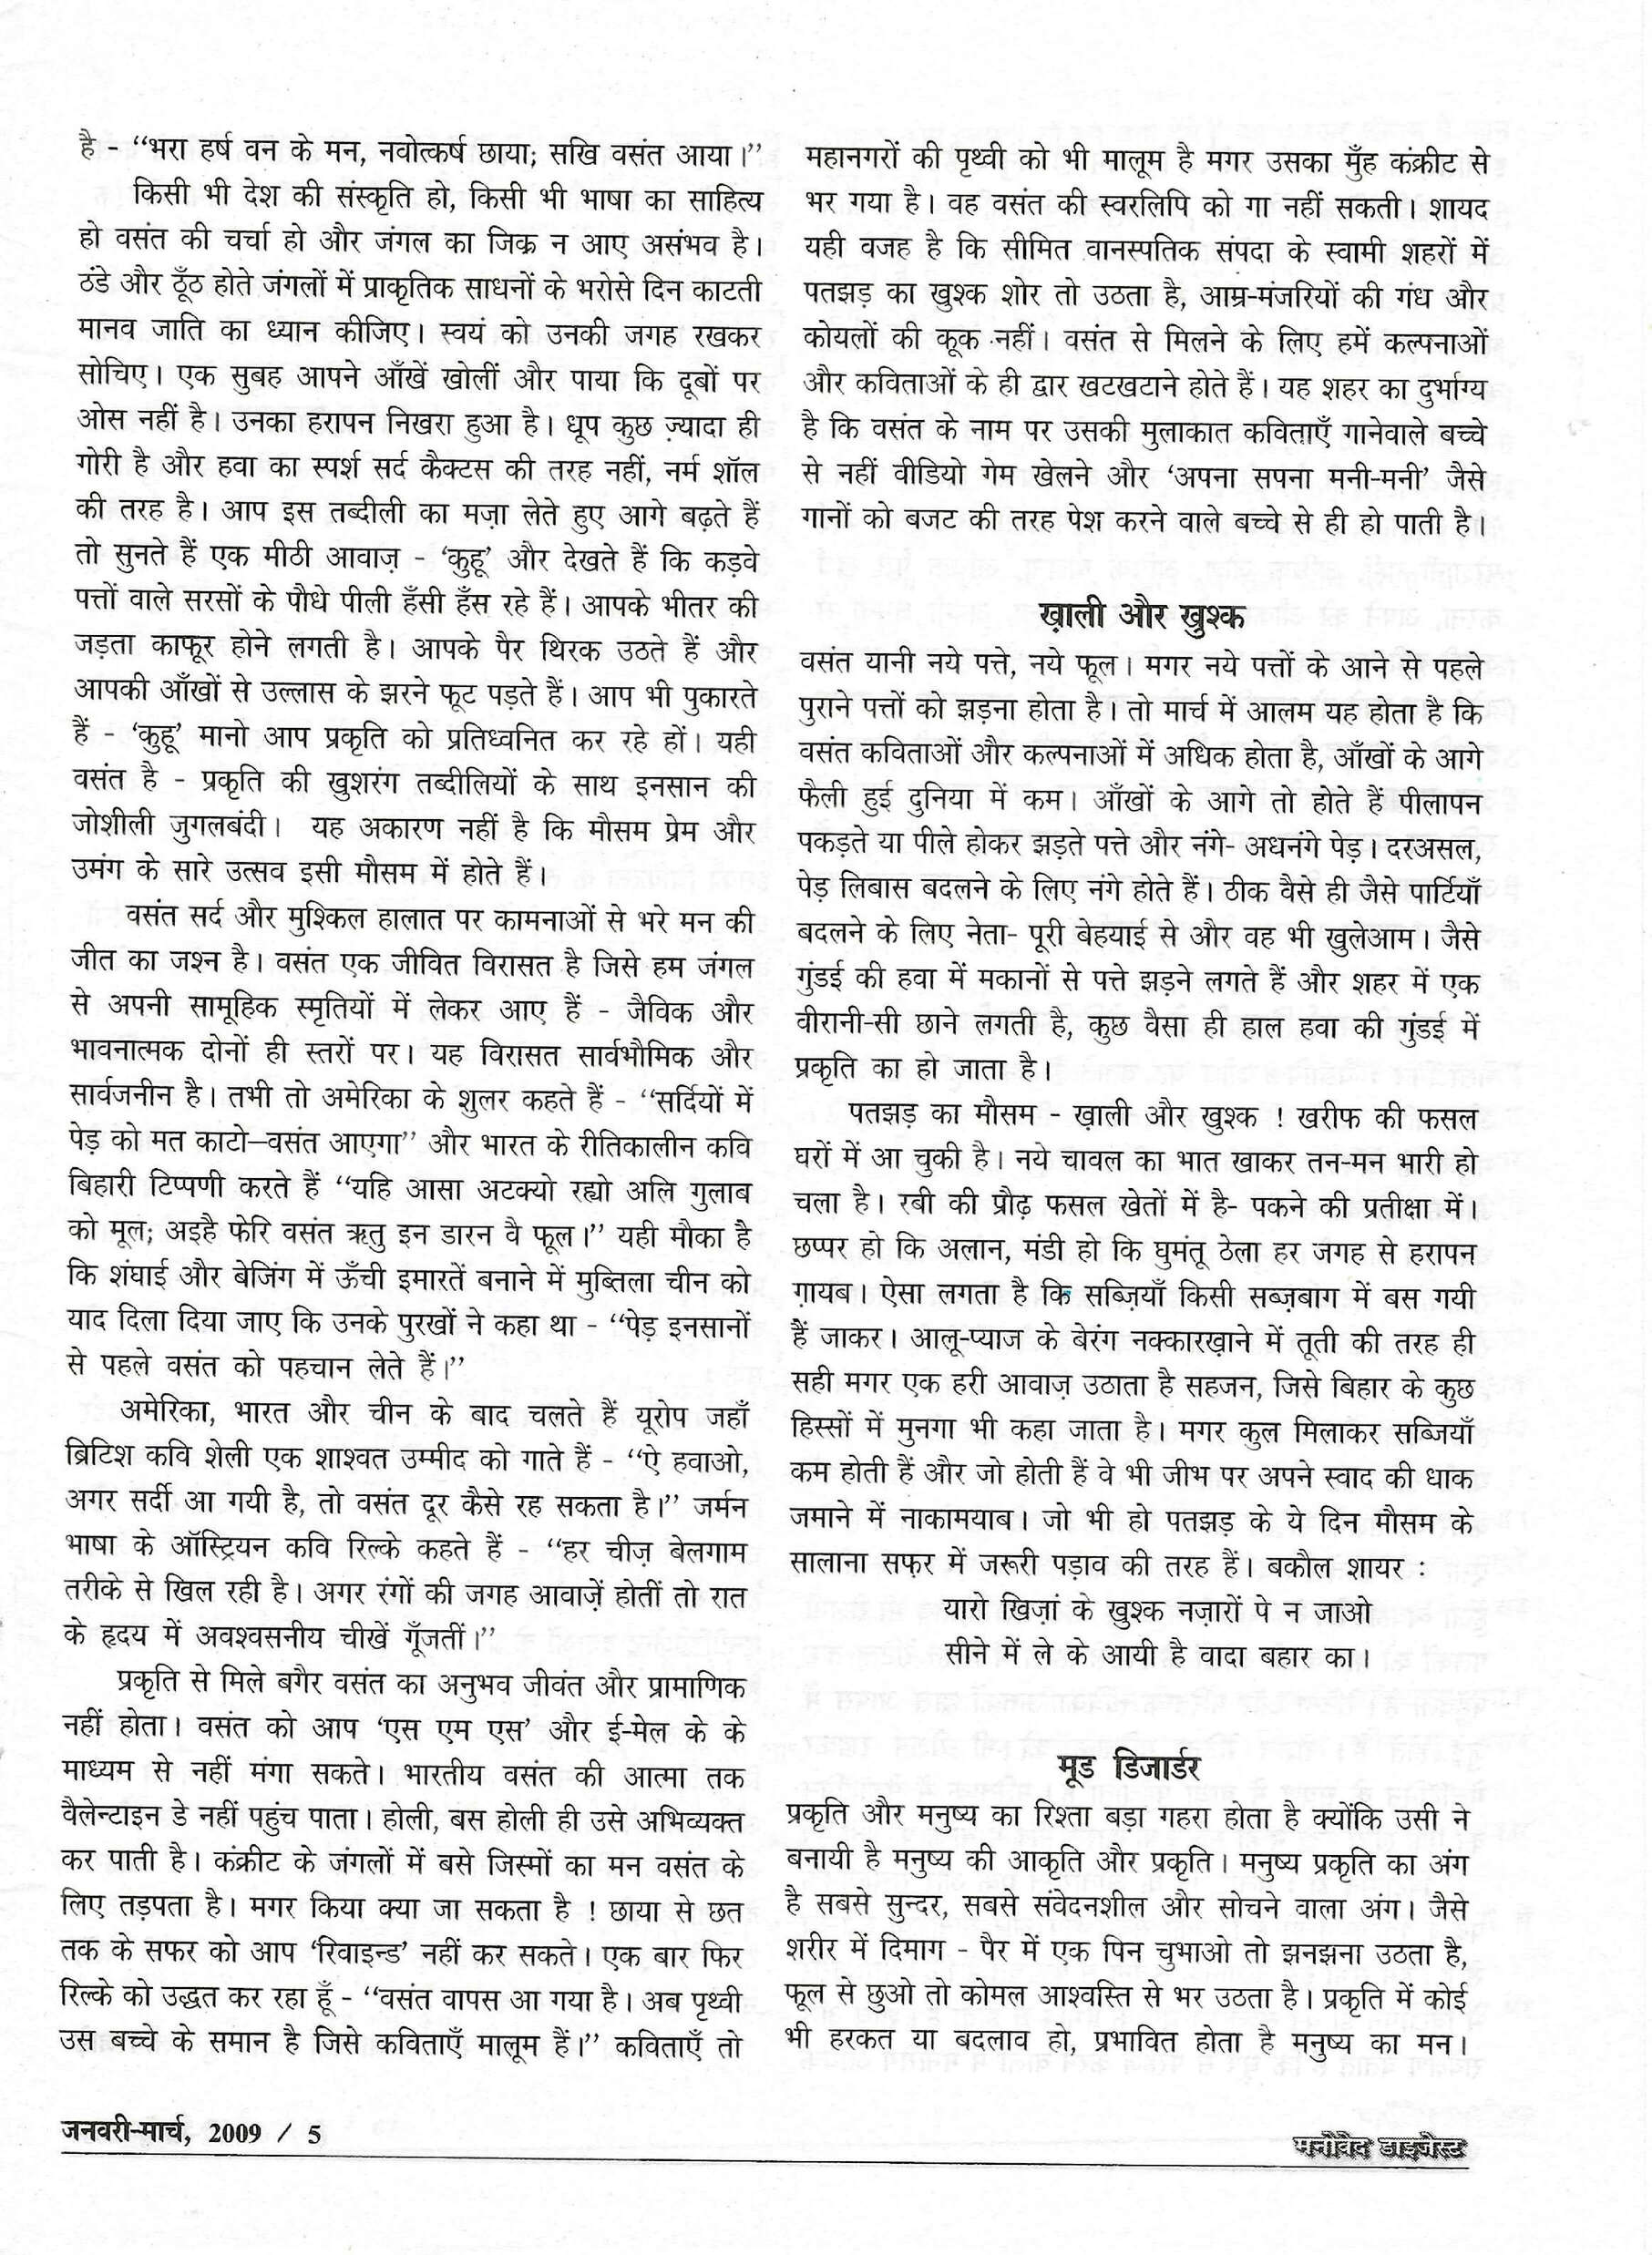 है - “भरा हर्ष वन के मन, नवोत्कर्ष छाया; सखि वसंत आया।”
किसी भी देश की संस्कृति हो, किसी भी भाषा का साहित्य
हो वसंत की चर्चा हो और जंगल का जिक्र न आए असंभव है।
ठंडे और ठूँठ होते जंगलों में प्राकृतिक साधनों के भरोसे दिन काटती
मानव जाति का ध्यान कीजिए। स्वयं को उनकी जगह रखकर
सोचिए। एक सुबह आपने आँखें खोलीं और पाया कि दूबों पर
ओस नहीं है। उनका हरापन निखरा हुआ है। धूप कुछ ज़्यादा ही
गोरी है और हवा का स्पर्श सर्द कैक्टस की तरह नहीं, नर्म शॉल
की तरह है। आप इस तब्दीली का मज़ा लेते हुए आगे बढ़ते हैं
तो सुनते हैं एक मीठी आवाज़ - ‘कुहू’ और देखते हैं कि कड़वे
पत्तों वाले सरसों के पौधे पीली हँसी हँस रहे हैं। आपके भीतर की
जड़ता काफूर होने लगती है। आपके पैर थिरक उठते हैं और
आपकी आँखों से उल्लास के झरने फूट पड़ते हैं। आप भी पुकारते
हैं - ‘कुहू’ मानो आप प्रकृति को प्रतिध्वनित कर रहे हों। यही
वसंत है - प्रकृति की खुशरंग तब्दीलियों के साथ इनसान की
जोशीली जुगलबंदी। यह अकारण नहीं है कि मौसम प्रेम और
उमंग के सारे उत्सव इसी मौसम में होते हैं।
वसंत सर्द और मुश्किल हालात पर कामनाओं से भरे मन की
जीत का जश्न है। वसंत एक जीवित विरासत है जिसे हम जंगल
से अपनी सामूहिक स्मृतियों में लेकर आए हैं - जैविक और
भावनात्मक दोनों ही स्तरों पर। यह विरासत सार्वभौमिक और
सार्वजनीन है। तभी तो अमेरिका के शुलर कहते हैं - “सर्दियों में
पेड़ को मत काटो—वसंत आएगा” और भारत के रीतिकालीन कवि
बिहारी टिप्पणी करते हैं “यहि आसा अटक्यो रह्यो अलि गुलाब
को मूल; अइहै फेरि वसंत ऋतु इन डारन वै फूल।” यही मौका है
कि शंघाई और बेजिंग में ऊँची इमारतें बनाने में मुब्तिला चीन को
याद दिला दिया जाए कि उनके पुरखों ने कहा था - “पेड़ इनसानों
से पहले वसंत को पहचान लेते हैं।”
अमेरिका, भारत और चीन के बाद चलते हैं यूरोप जहाँ
ब्रिटिश कवि शेली एक शाश्वत उम्मीद को गाते हैं - “ऐ हवाओ,
अगर सर्दी आ गयी है, तो वसंत दूर कैसे रह सकता है।” जर्मन
भाषा के ऑस्ट्रियन कवि रिल्के कहते हैं - “हर चीज़ बेलगाम
तरीके से खिल रही है। अगर रंगों की जगह आवाज़ें होतीं तो रात
के हृदय में अवश्वसनीय चीखें गूँजतीं।”
प्रकृति से मिले बगैर वसंत का अनुभव जीवंत और प्रामाणिक
नहीं होता। वसंत को आप ‘एस एम एस’ और ई-मेल के के
माध्यम से नहीं मंगा सकते। भारतीय वसंत की आत्मा तक
वैलेन्टाइन डे नहीं पहुंच पाता। होली, बस होली ही उसे अभिव्यक्त
कर पाती है। कंक्रीट के जंगलों में बसे जिस्मों का मन वसंत के
लिए तड़पता है। मगर किया क्या जा सकता है ! छाया से छत
तक के सफर को आप ‘रिवाइन्ड’ नहीं कर सकते। एक बार फिर
रिल्के को उद्धत कर रहा हूँ - “वसंत वापस आ गया है। अब पृथ्वी
उस बच्चे के समान है जिसे कविताएँ मालूम हैं।” कविताएँ तो
महानगरों की पृथ्वी को भी मालूम है मगर उसका मुँह कंक्रीट से
भर गया है। वह वसंत की स्वरलिपि को गा नहीं सकती। शायद
यही वजह है कि सीमित वानस्पतिक संपदा के स्वामी शहरों में
पतझड़ का खुश्क शोर तो उठता है, आम्र-मंजरियों की गंध और
कोयलों की कूक नहीं। वसंत से मिलने के लिए हमें कल्पनाओं
और कविताओं के ही द्वार खटखटाने होते हैं। यह शहर का दुर्भाग्य
है कि वसंत के नाम पर उसकी मुलाकात कविताएँ गानेवाले बच्चे
से नहीं वीडियो गेम खेलने और ‘अपना सपना मनी-मनी’ जैसे
गानों को बजट की तरह पेश करने वाले बच्चे से ही हो पाती है।
ख़ाली और ख़ुश्क
वसंत यानी नये पत्ते, नये फूल। मगर नये पत्तों के आने से पहले
पुराने पत्तों को झड़ना होता है। तो मार्च में आलम यह होता है कि
वसंत कविताओं और कल्पनाओं में अधिक होता है, आँखों के आगे
फैली हुई दुनिया में कम। आँखों के आगे तो होते हैं पीलापन
पकड़ते या पीले होकर झड़ते पत्ते और नंगे- अधनंगे पेड़। दरअसल,
पेड़ लिबास बदलने के लिए नंगे होते हैं। ठीक वैसे ही जैसे पार्टियाँ
बदलने के लिए नेता- पूरी बेहयाई से और वह भी खुलेआम। जैसे
गुंडई की हवा में मकानों से पत्ते झड़ने लगते हैं और शहर में एक
वीरानी-सी छाने लगती है, कुछ वैसा ही हाल हवा की गुंडई में
प्रकृति का हो जाता है।
पतझड़ का मौसम - ख़ाली और ख़ुश्क ! खरीफ की फसल
घरों में आ चुकी है। नये चावल का भात खाकर तन-मन भारी हो
चला है। रबी की प्रौढ़ फसल खेतों में है- पकने की प्रतीक्षा में।
छप्पर हो कि अलान, मंडी हो कि घुमंतू ठेला हर जगह से हरापन
ग़ायब। ऐसा लगता है कि सब्ज़ियाँ किसी सब्ज़बाग में बस गयी
हैं जाकर। आलू-प्याज के बेरंग नक्कारख़ाने में तूती की तरह ही
सही मगर एक हरी आवाज़ उठाता है सहजन, जिसे बिहार के कुछ
हिस्सों में मुनगा भी कहा जाता है। मगर कुल मिलाकर सब्जियाँ
कम होती हैं और जो होती हैं वे भी जीभ पर अपने स्वाद की धाक
जमाने में नाकामयाब। जो भी हो पतझड़ के ये दिन मौसम के
सालाना सफ़र में जरूरी पड़ाव की तरह हैं। बकौल शायर :
यारो खिज़ां के ख़ुश्क नज़ारों पे न जाओ
सीने में ले के आयी है वादा बहार का।
मूड डिजार्डर
प्रकृति और मनुष्य का रिश्ता बड़ा गहरा होता है क्योंकि उसी ने
बनायी है मनुष्य की आकृति और प्रकृति। मनुष्य प्रकृति का अंग
है सबसे सुन्दर, सबसे संवेदनशील और सोचने वाला अंग। जैसे
शरीर में दिमाग - पैर में एक पिन चुभाओ तो झनझना उठता है,
फूल से छुओ तो कोमल आश्वस्ति से भर उठता है। प्रकृति में कोई
भी हरकत या बदलाव हो, प्रभावित होता है मनुष्य का मन।
जनवरी-मार्च, 2009 / 5
मनोवेद डाइजेस्ट